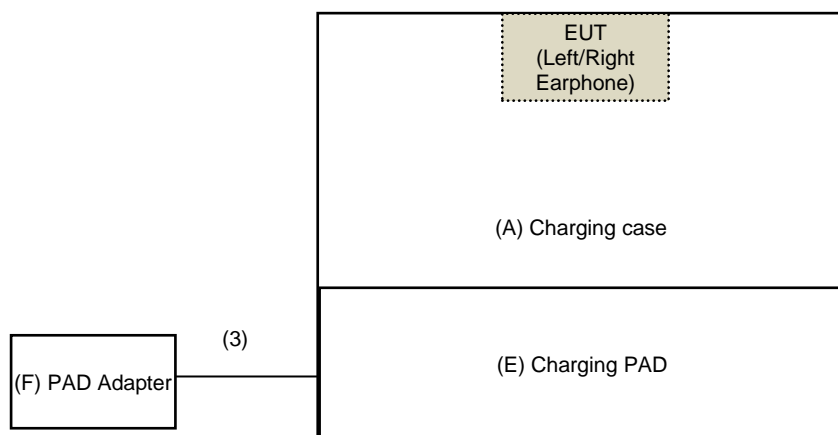 EUT
(Left/Right
Earphone)
(A) Charging case
(3)
(F) PAD Adapter
(E) Charging PAD